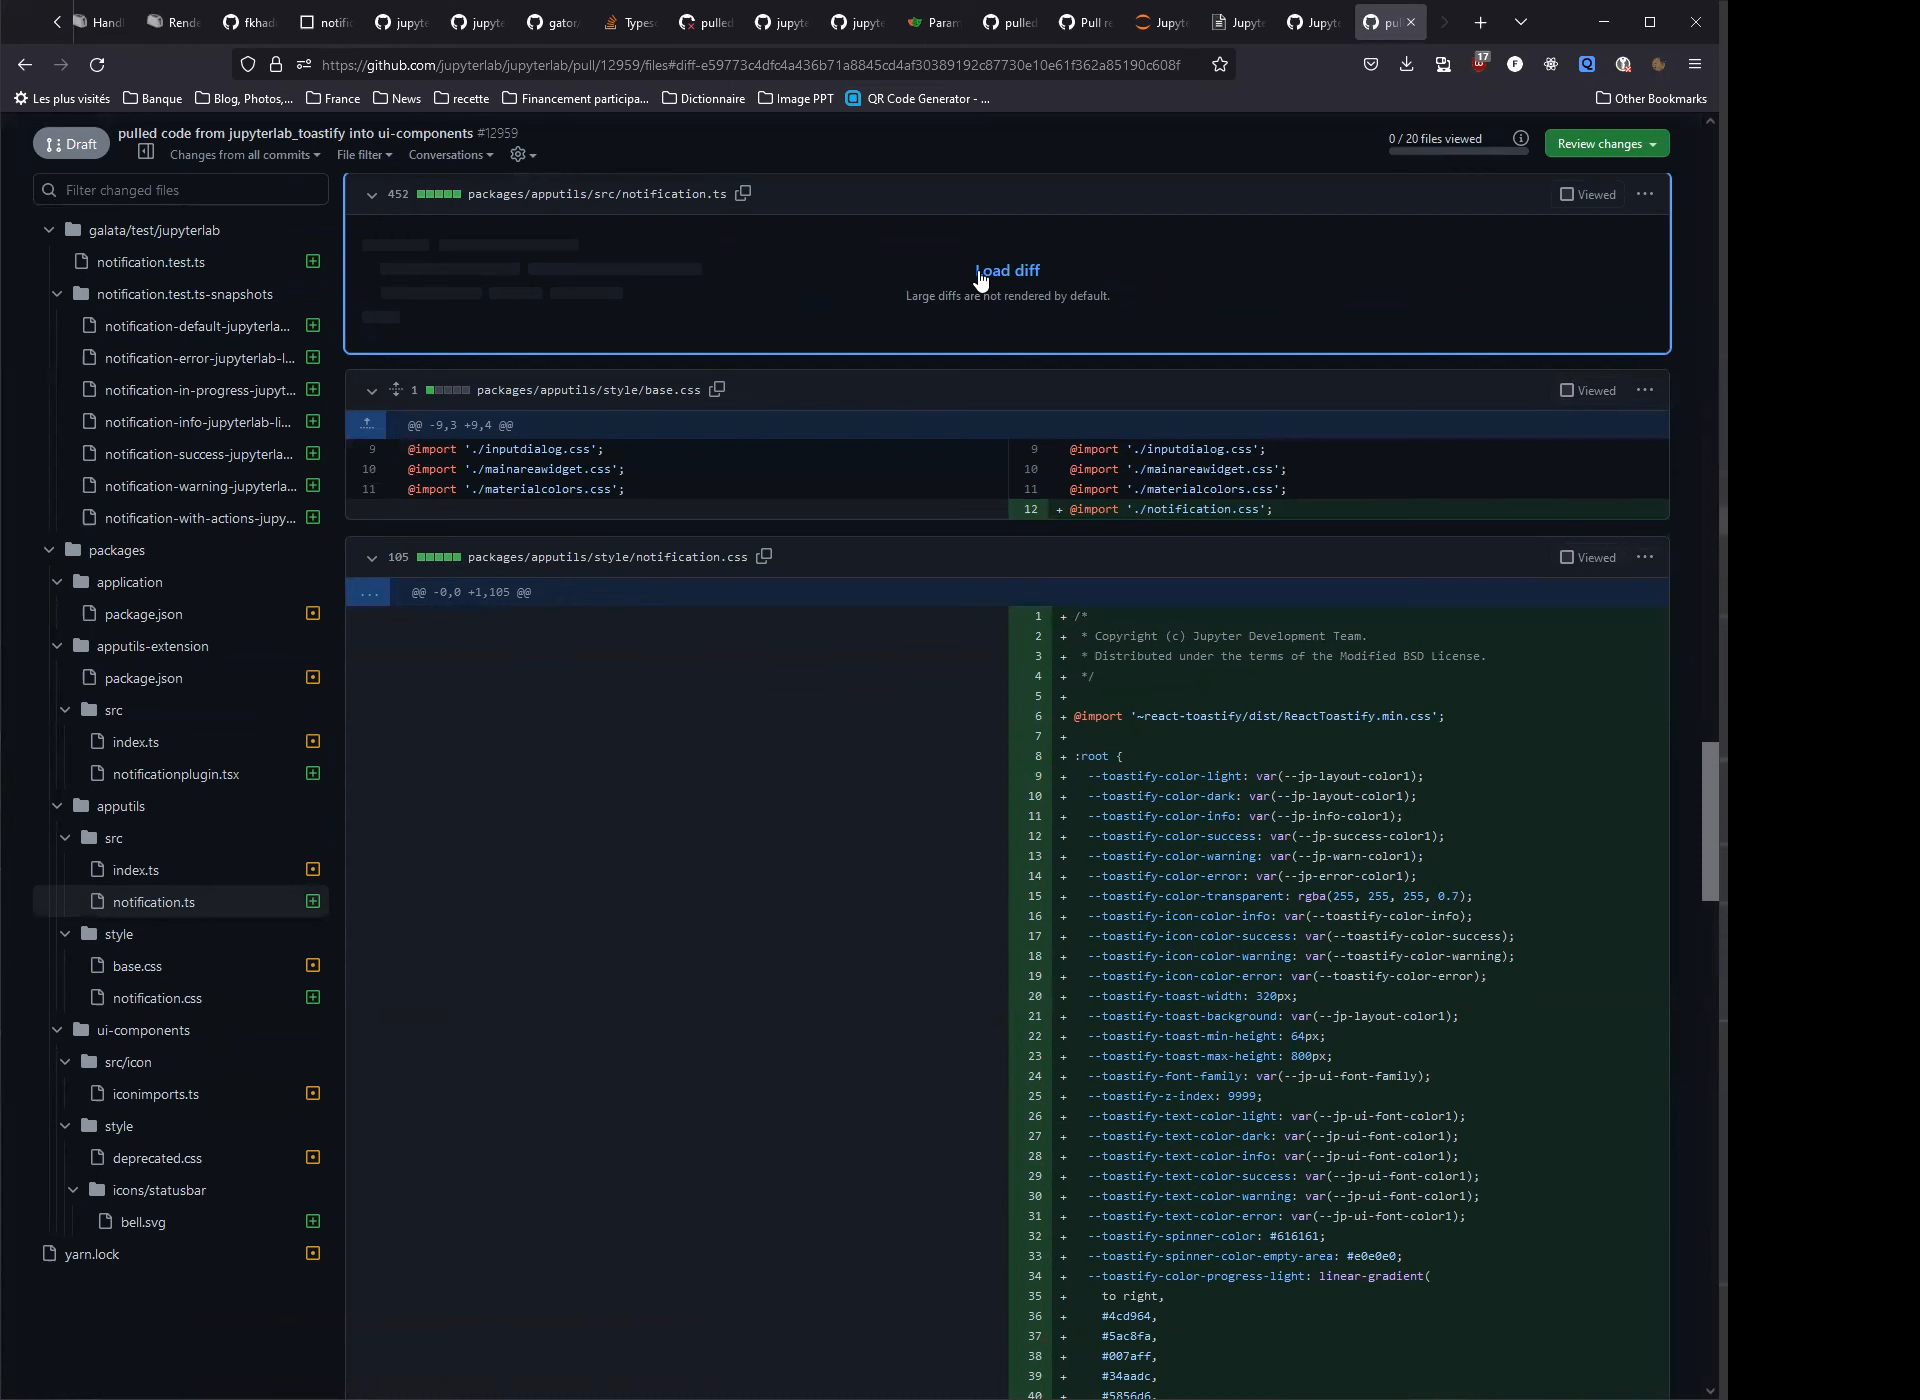 Handl
Rende
fkhad
notific
jupyte
jupyte
gator/
Types
pulled
jupyte
jupyte
Param
pulled
Pull re
Jupyte
Jupyte
Jupyte
pul
https://github.com/jupyterlab/jupyterlab/pull/12959/files#diff-e59773c4dfc4a436b71a8845cd4af30389192c87730e10e61f362a85190c608f
17
Les plus visités
Banque
Blog, Photos,...
France
News
recette
Financement participa...
Dictionnaire
Image PPT
QR Code Generator - ...
Other Bookmarks
Draft
pulled code from jupyterlab_toastify into ui-components #12959
Changes from all commits
File filter
Conversations
0 / 20 files viewed
Review changes
Filter changed files
galata/test/jupyterlab
notification.test.ts
notification.test.ts-snapshots
notification-default-jupyterla...
notification-error-jupyterlab-l...
notification-in-progress-jupyt...
notification-info-jupyterlab-li...
notification-success-jupyterla...
notification-warning-jupyterla...
notification-with-actions-jupy...
packages
application
package.json
apputils-extension
package.json
src
index.ts
notificationplugin.tsx
apputils
src
index.ts
notification.ts
style
base.css
notification.css
ui-components
src/icon
iconimports.ts
style
deprecated.css
icons/statusbar
bell.svg
yarn.lock
452 packages/apputils/src/notification.ts
Viewed
Load diff
Large diffs are not rendered by default.
1 packages/apputils/style/base.css
Viewed
@@ -9,3 +9,4 @@
9 @import './inputdialog.css';
10 @import './mainareawidget.css';
11 @import './materialcolors.css';
9 @import './inputdialog.css';
10 @import './mainareawidget.css';
11 @import './materialcolors.css';
12 + @import './notification.css';
105 packages/apputils/style/notification.css
Viewed
... @@ -0,0 +1,105 @@
1 + /*
2 + * Copyright (c) Jupyter Development Team.
3 + * Distributed under the terms of the Modified BSD License.
4 + */
5 +
6 + @import '~react-toastify/dist/ReactToastify.min.css';
7 +
8 + :root {
9 + --toastify-color-light: var(--jp-layout-color1);
10 + --toastify-color-dark: var(--jp-layout-color1);
11 + --toastify-color-info: var(--jp-info-color1);
12 + --toastify-color-success: var(--jp-success-color1);
13 + --toastify-color-warning: var(--jp-warn-color1);
14 + --toastify-color-error: var(--jp-error-color1);
15 + --toastify-color-transparent: rgba(255, 255, 255, 0.7);
16 + --toastify-icon-color-info: var(--toastify-color-info);
17 + --toastify-icon-color-success: var(--toastify-color-success);
18 + --toastify-icon-color-warning: var(--toastify-color-warning);
19 + --toastify-icon-color-error: var(--toastify-color-error);
20 + --toastify-toast-width: 320px;
21 + --toastify-toast-background: var(--jp-layout-color1);
22 + --toastify-toast-min-height: 64px;
23 + --toastify-toast-max-height: 800px;
24 + --toastify-font-family: var(--jp-ui-font-family);
25 + --toastify-z-index: 9999;
26 + --toastify-text-color-light: var(--jp-ui-font-color1);
27 + --toastify-text-color-dark: var(--jp-ui-font-color1);
28 + --toastify-text-color-info: var(--jp-ui-font-color1);
29 + --toastify-text-color-success: var(--jp-ui-font-color1);
30 + --toastify-text-color-warning: var(--jp-ui-font-color1);
31 + --toastify-text-color-error: var(--jp-ui-font-color1);
32 + --toastify-spinner-color: #616161;
33 + --toastify-spinner-color-empty-area: #e0e0e0;
34 + --toastify-color-progress-light: linear-gradient(
35 + to right,
36 + #4cd964,
37 + #5ac8fa,
38 + #007aff,
39 + #34aadc,
40 + #5856d6,